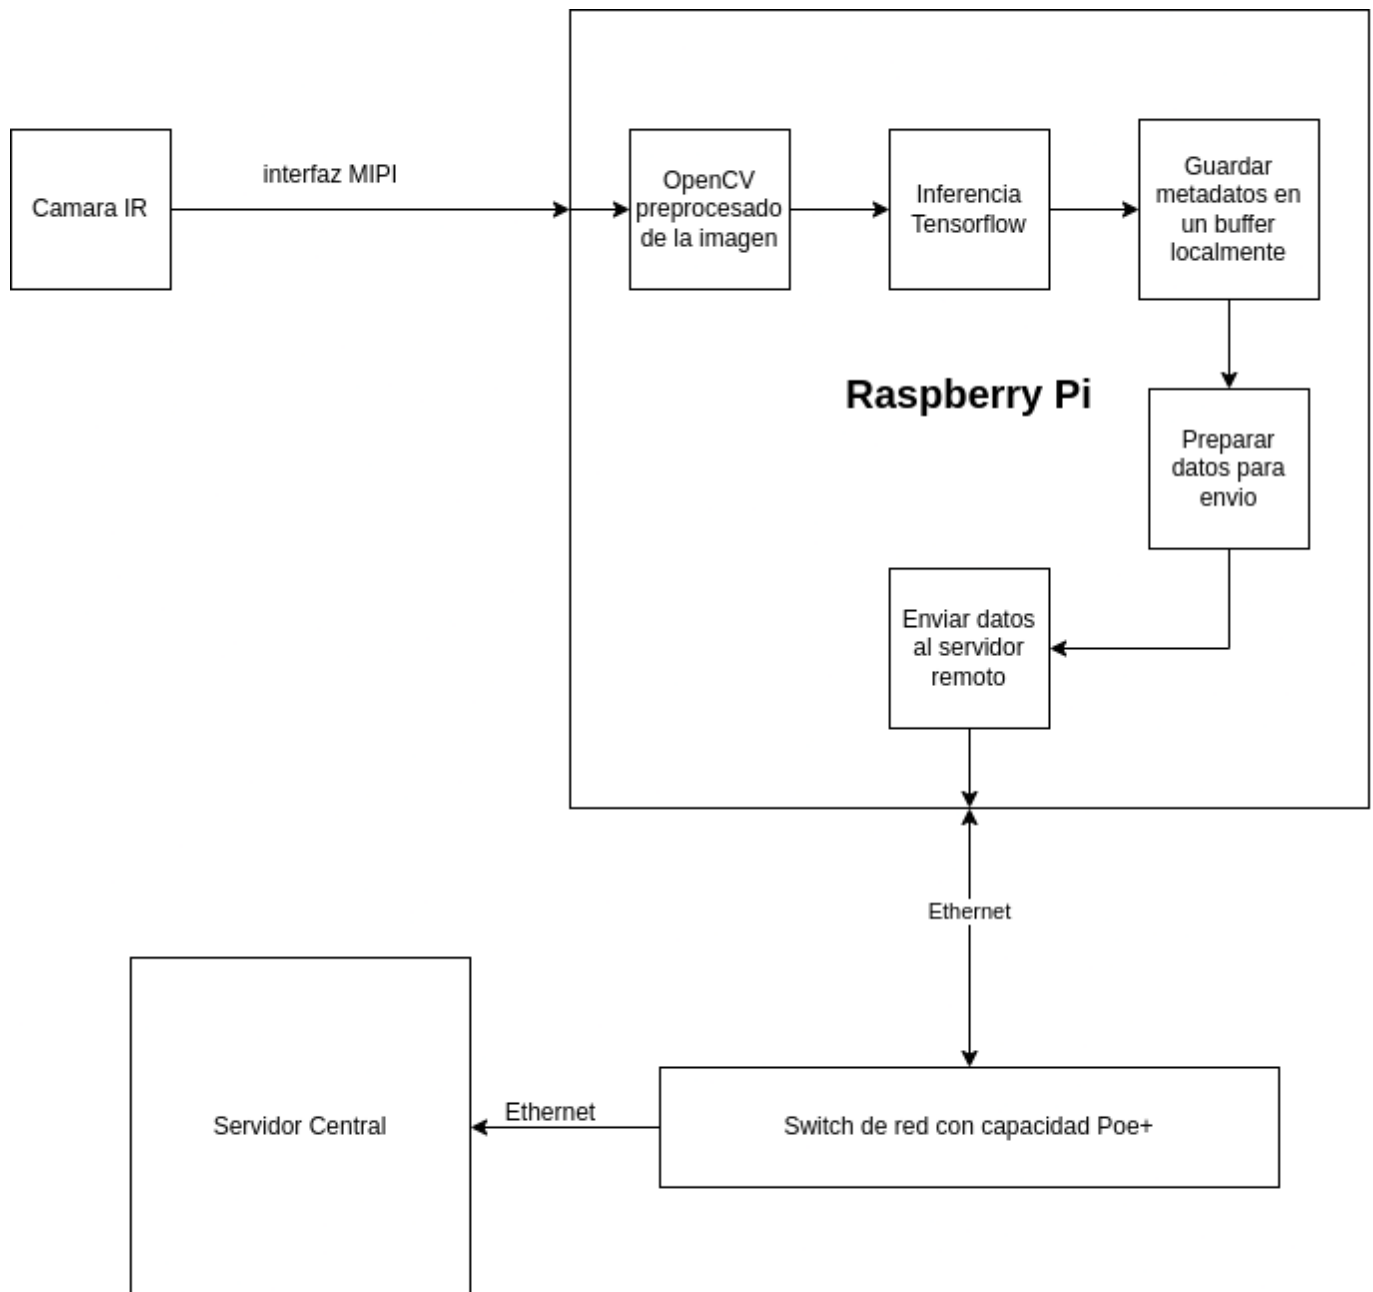 Camara IR
interfaz MIPI
OpenCV
preprocesado
de la imagen
Inferencia
Tensorflow
Guardar
metadatos en
un buffer
localmente
Raspberry Pi
Preparar
datos para
envio
Enviar datos
al servidor
remoto
Ethernet
Servidor Central
Ethernet
Switch de red con capacidad Poe+